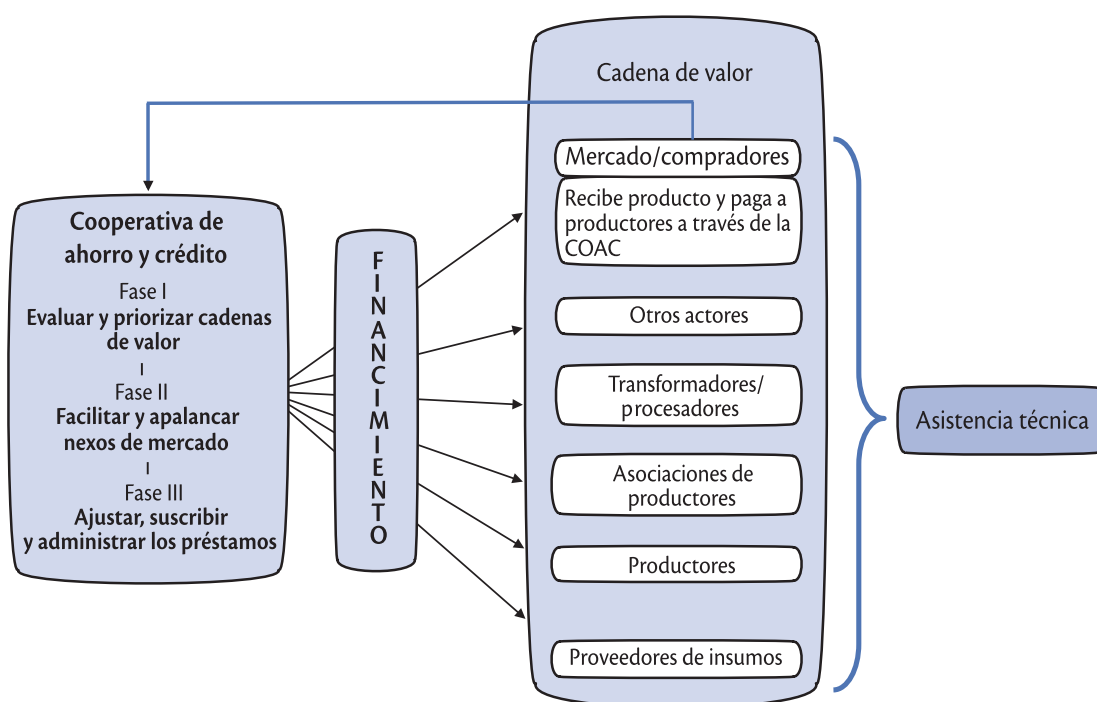 Cooperativa de
ahorro y crédito
Fase I
Evaluar y priorizar cadenas
de valor
Fase II
Facilitar y apalancar
nexos de mercado
Fase III
Ajustar, suscribir
y administrar los préstamos
FINANCIMIENTO
Cadena de valor
Mercado/compradores
Recibe producto y paga a
productores a través de la
COAC
Otros actores
Transformadores/
procesadores
Asociaciones de
productores
Productores
Proveedores de insumos
Asistencia técnica